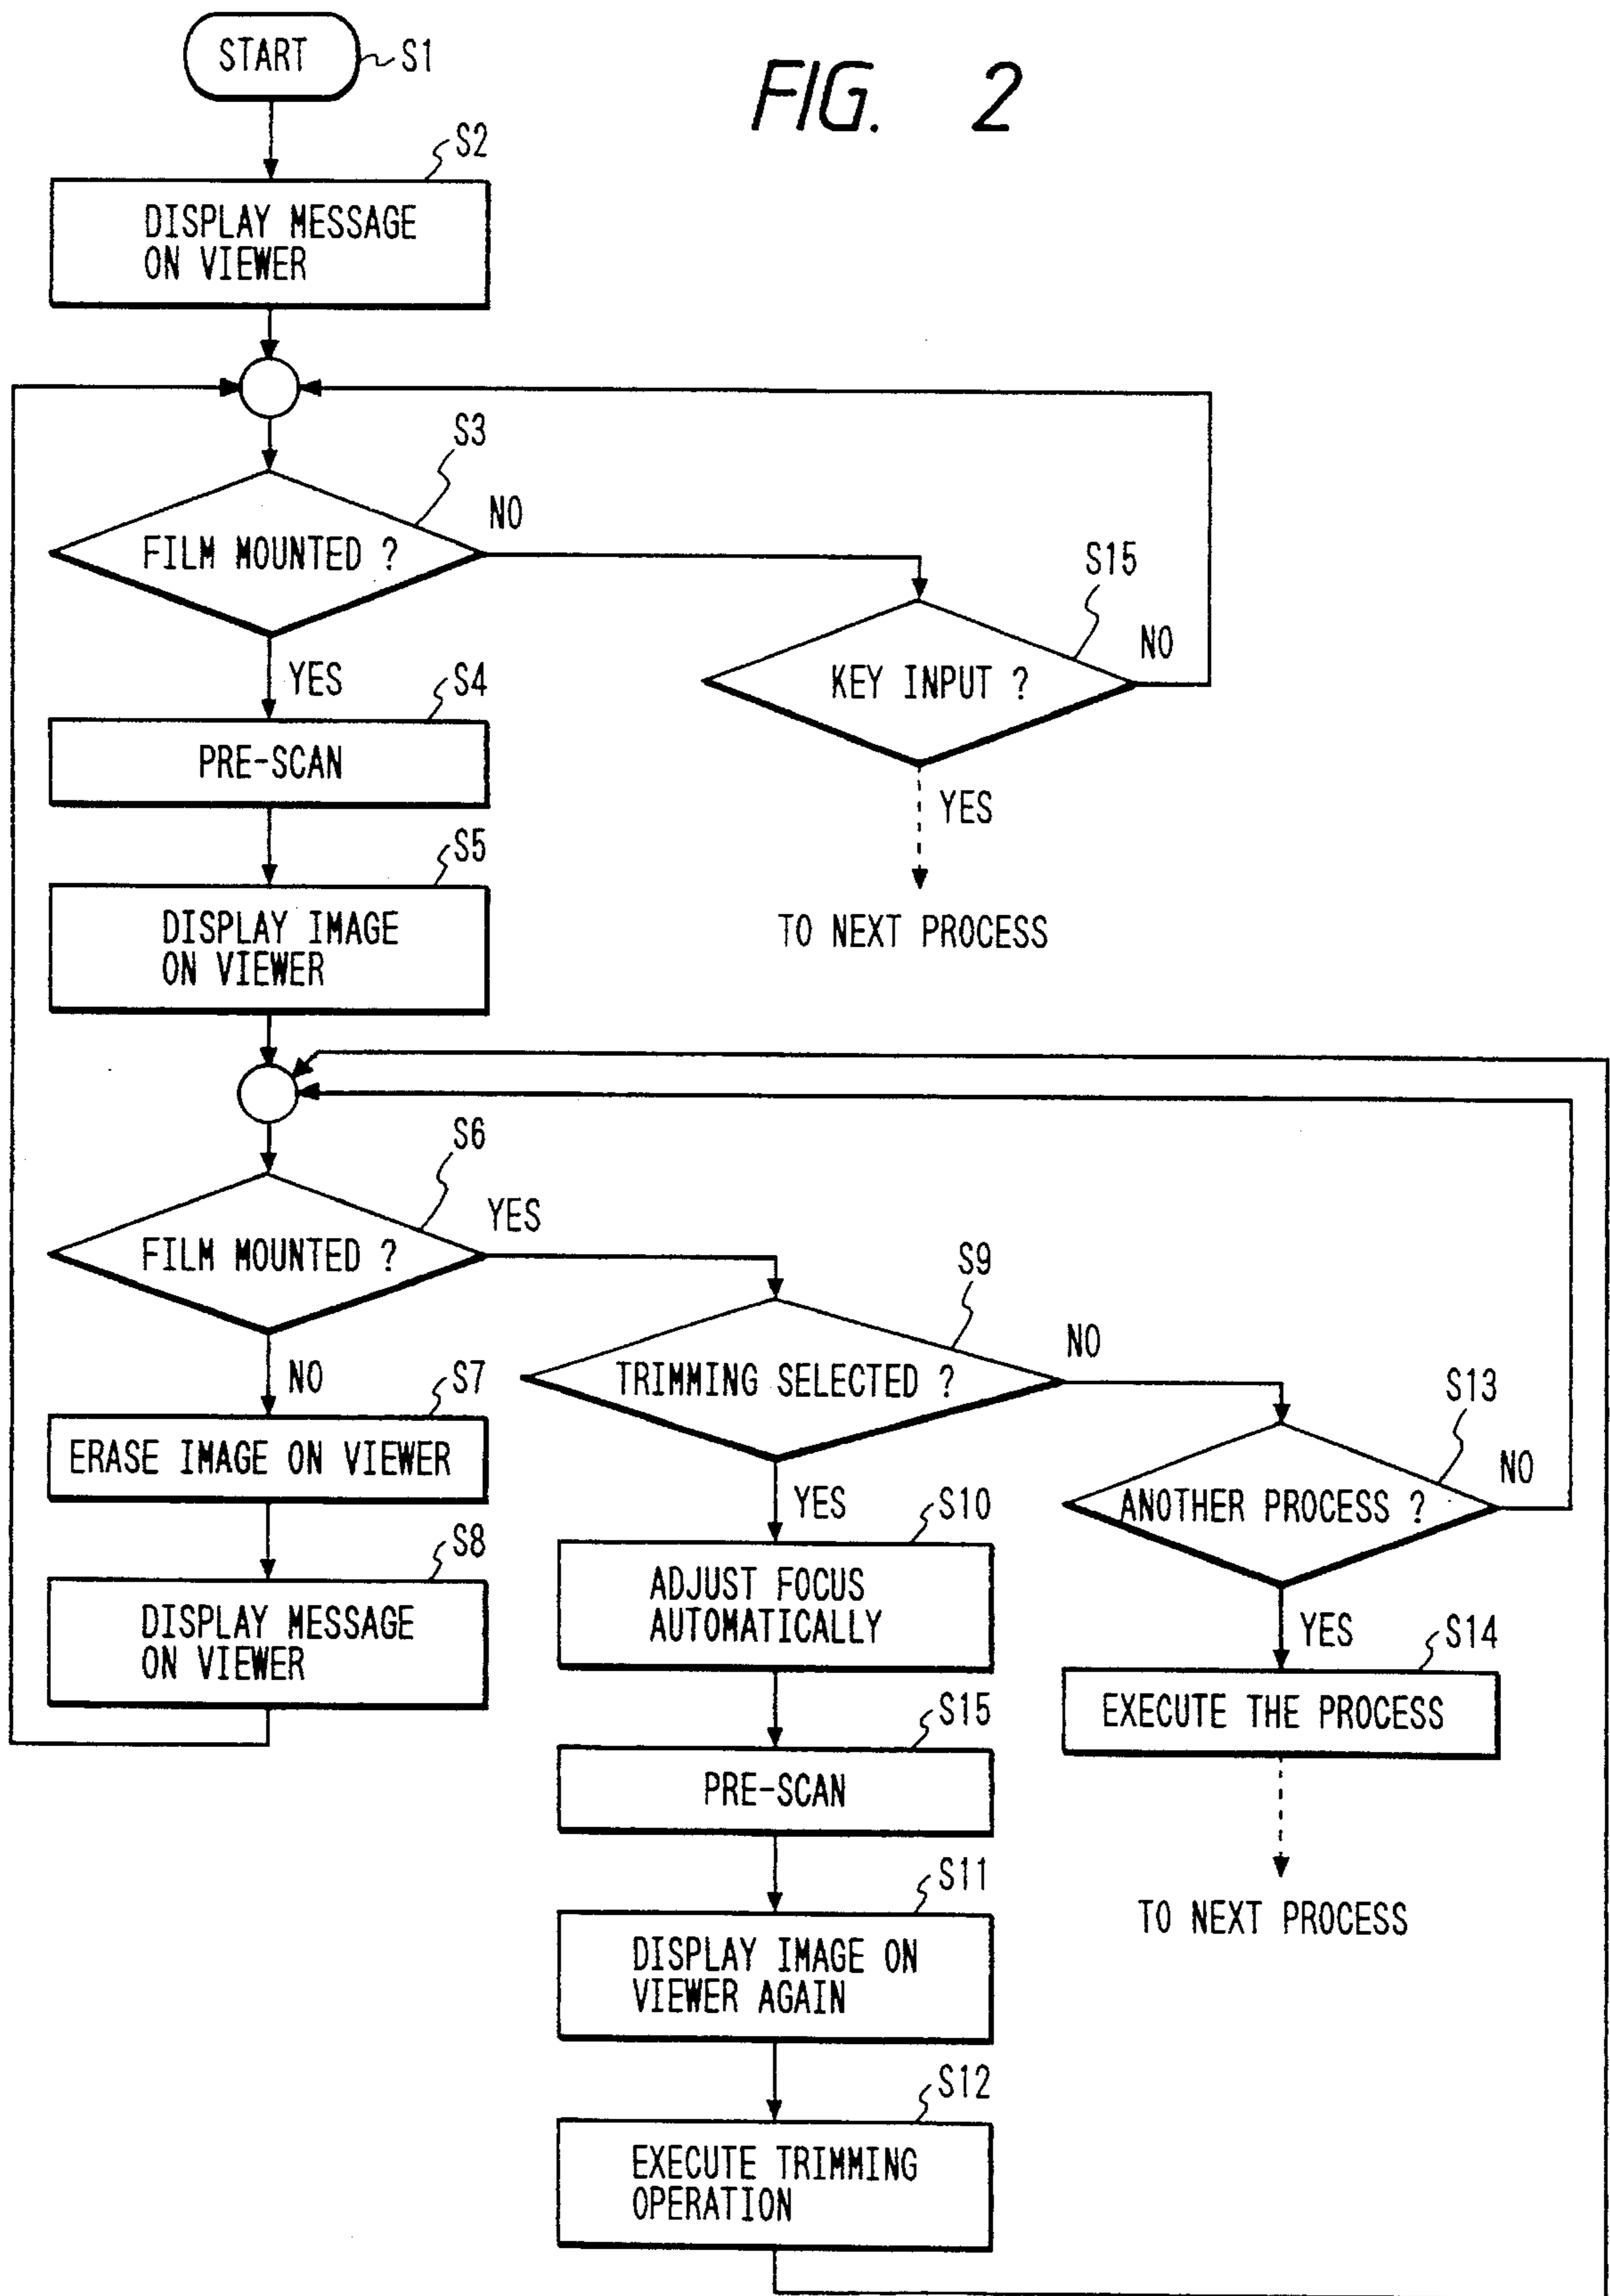 FIG. 2
START
S1
S2
DISPLAY MESSAGE
ON VIEWER
S3
FILM MOUNTED ?
NO
YES
S15
KEY INPUT ?
NO
YES
TO NEXT PROCESS
S4
PRE-SCAN
S5
DISPLAY IMAGE
ON VIEWER
S6
FILM MOUNTED ?
YES
NO
S7
ERASE IMAGE ON VIEWER
S8
DISPLAY MESSAGE
ON VIEWER
S9
TRIMMING SELECTED ?
NO
YES
S10
ADJUST FOCUS
AUTOMATICALLY
S15
PRE-SCAN
S11
DISPLAY IMAGE ON
VIEWER AGAIN
S12
EXECUTE TRIMMING
OPERATION
S13
ANOTHER PROCESS ?
NO
YES
S14
EXECUTE THE PROCESS
TO NEXT PROCESS